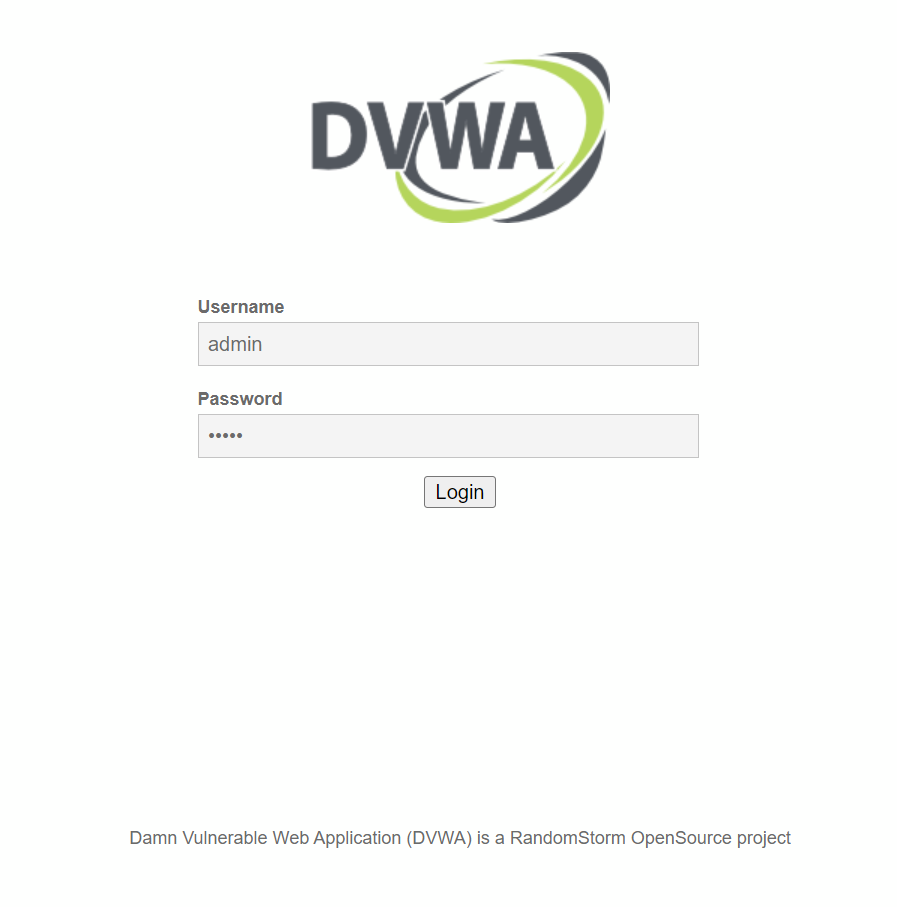 DVWA
Username
admin
Password
•••••
Login
Damn Vulnerable Web Application (DVWA) is a RandomStorm OpenSource project